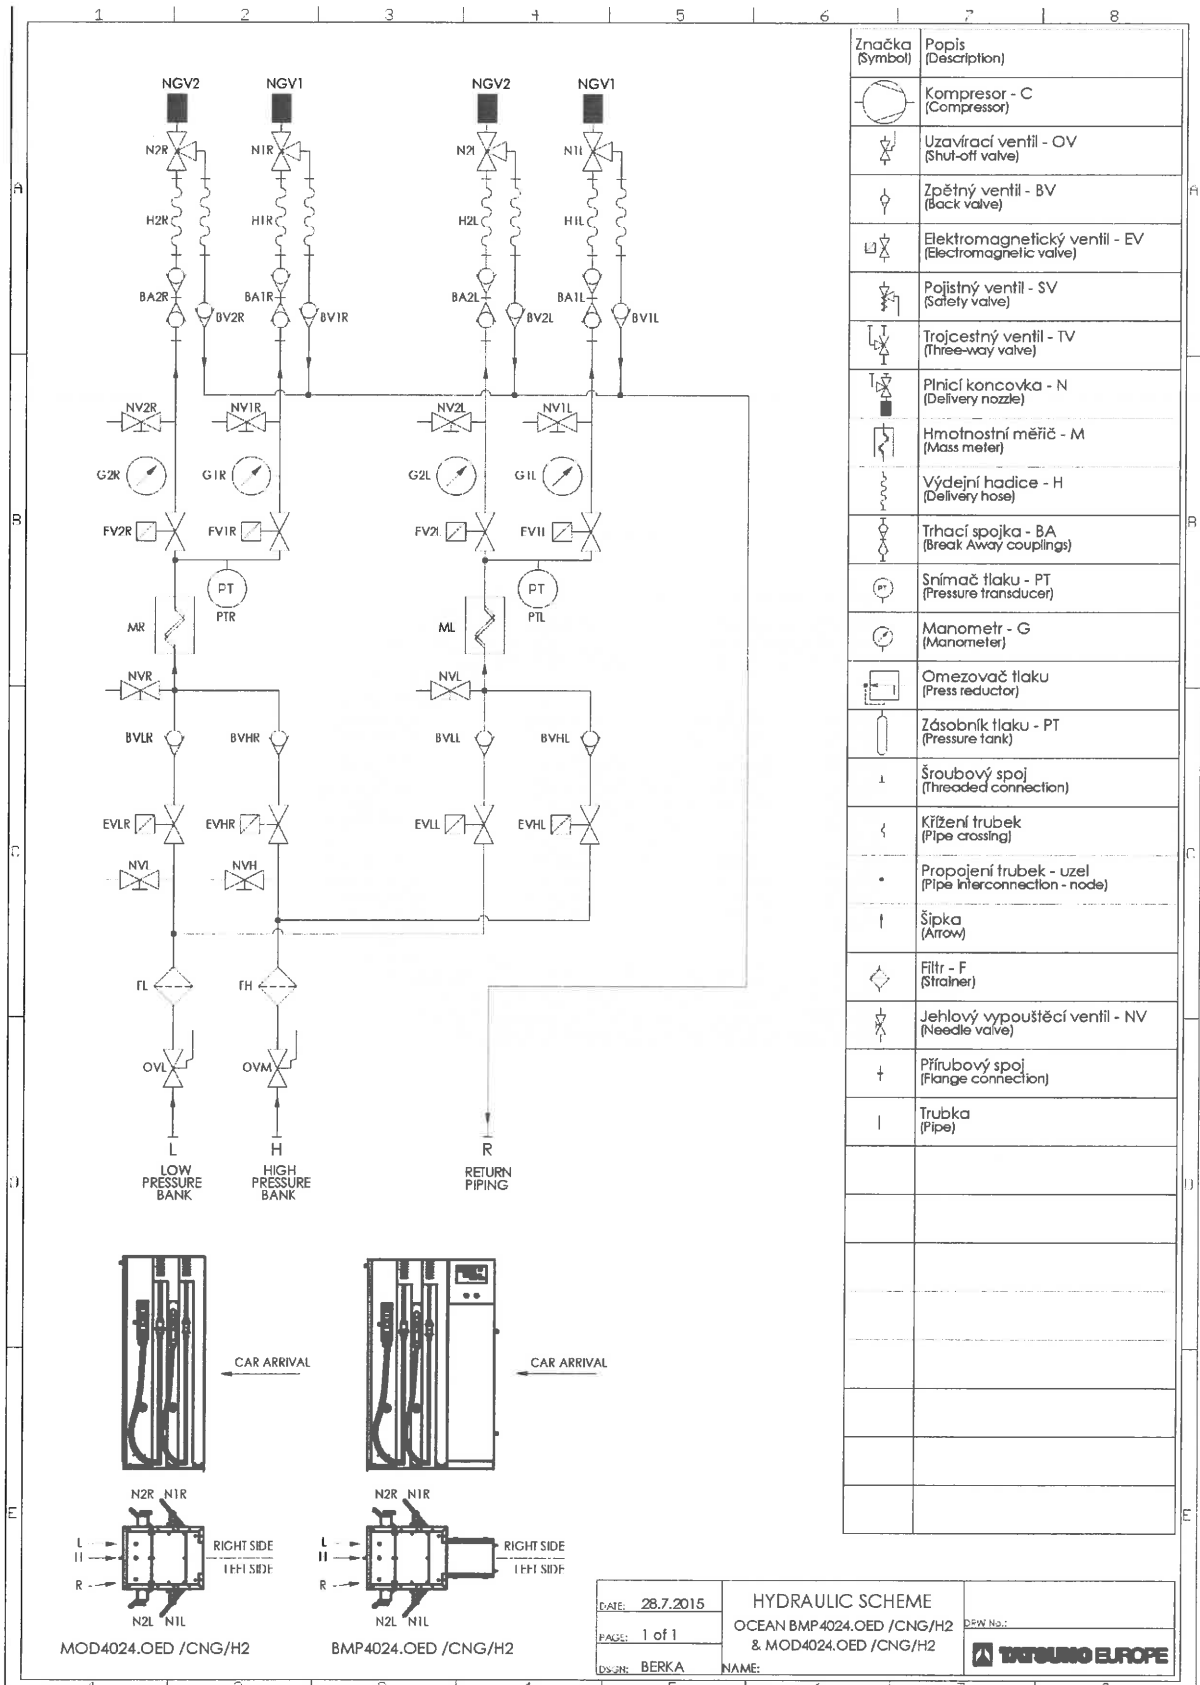 1 2 3 4 5 6 7 8
NGV2 NGV1 NGV2 NGV1
N2R N1R N2L N1L
A A
H2R H1R H2L H1L
BA2R BA1R BA2L BA1L
BV2R BV1R BV2L BV1L
NV2R NV1R NV2L NV1L
G2R G1R G2L G1L
B B
EV2R EV1R EV2L EV1L
PT PT
PTR PTL
MR ML
NVR NVL
BVLR BVHR BVLL BVHL
EVLR EVHR EVLL EVHL
C C
NVL NVH
FL FH
OVL OVM
L H R
LOW
PRESSURE
BANK
HIGH
PRESSURE
BANK
RETURN
PIPING
D D
Značka
(Symbol)
Popis
(Description)
Kompresor - C
(Compressor)
Uzavírací ventil - OV
(Shut-off valve)
Zpětný ventil - BV
(Back valve)
Elektromagnetický ventil - EV
(Electromagnetic valve)
Pojistný ventil - SV
(Safety valve)
Trojcestný ventil - TV
(Three-way valve)
Plnicí koncovka - N
(Delivery nozzle)
Hmotnostní měřič - M
(Mass meter)
Výdejní hadice - H
(Delivery hose)
Trhací spojka - BA
(Break Away couplings)
PT
Snímač tlaku - PT
(Pressure transducer)
Manometr - G
(Manometer)
Omezovač tlaku
(Press reductor)
Zásobník tlaku - PT
(Pressure tank)
Šroubový spoj
(Threaded connection)
Křížení trubek
(Pipe crossing)
Propojení trubek - uzel
(Pipe interconnection - node)
Šipka
(Arrow)
Filtr - F
(Strainer)
Jehlový vypouštěcí ventil - NV
(Needle valve)
Přírubový spoj
(Flange connection)
Trubka
(Pipe)
CAR ARRIVAL CAR ARRIVAL
E E
N2R N1R N2R N1R
L RIGHT SIDE L RIGHT SIDE
H LEFT SIDE H LEFT SIDE
R R
N2L N1L N2L N1L
MOD4024.OED /CNG/H2 BMP4024.OED /CNG/H2
DATE: 28.7.2015
PAGE: 1 of 1
DSGN: BERKA
HYDRAULIC SCHEME
OCEAN BMP4024.OED /CNG/H2
& MOD4024.OED /CNG/H2
NAME:
DRW No.:
TATSUNO EUROPE